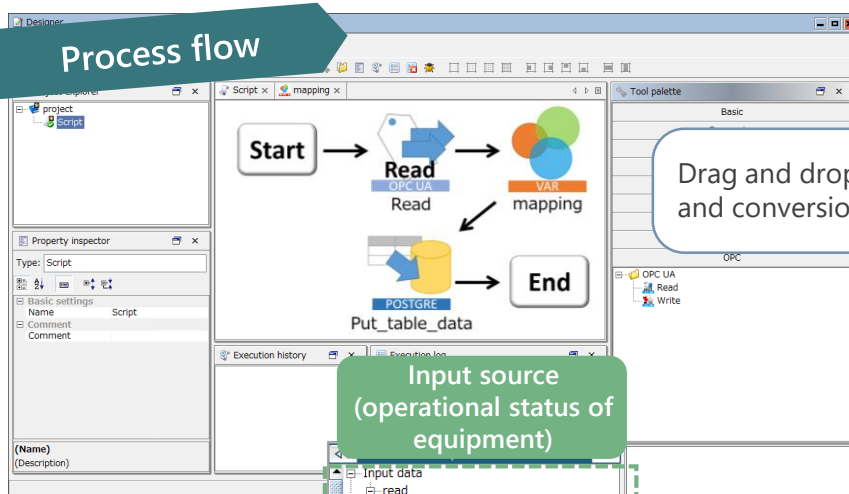 Designer
Process flow
Script
mapping
Tool palette
project
Script
Basic
Start
Read
OPC UA
Read
VAR
mapping
Drag and drop
and conversio
Property inspector
Type: Script
Basic settings
Name Script
Comment
Comment
POSTGRE
Put_table_data
End
OPC
OPC UA
Read
Write
Execution history
Execution log
Input source
(operational status of
equipment)
(Name)
(Description)
Input data
read